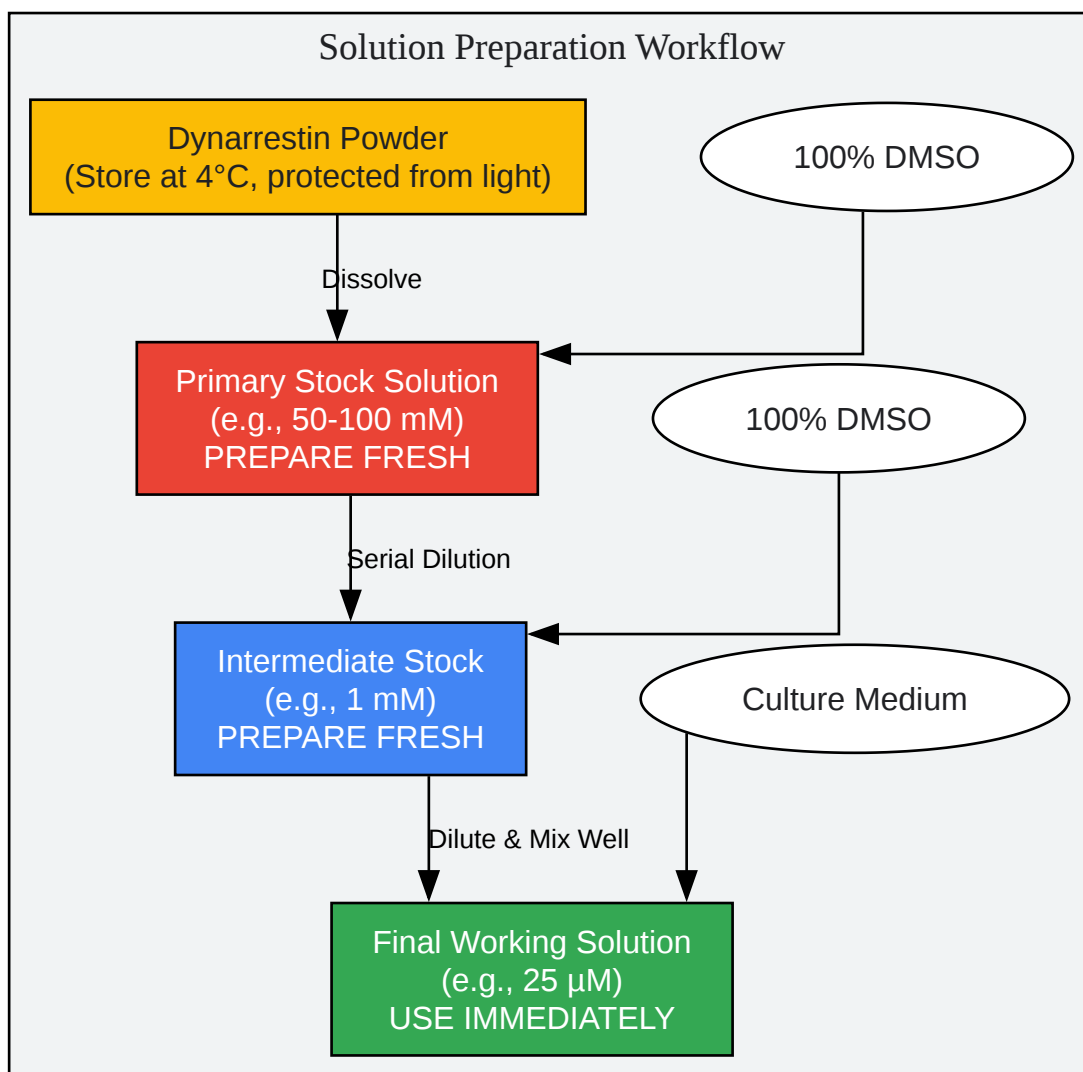 Solution Preparation Workflow
Dynarrestin Powder
(Store at 4°C, protected from light)
100% DMSO
Dissolve
Primary Stock Solution
(e.g., 50-100 mM)
PREPARE FRESH
100% DMSO
Serial Dilution
Intermediate Stock
(e.g., 1 mM)
PREPARE FRESH
Culture Medium
Dilute & Mix Well
Final Working Solution
(e.g., 25 µM)
USE IMMEDIATELY